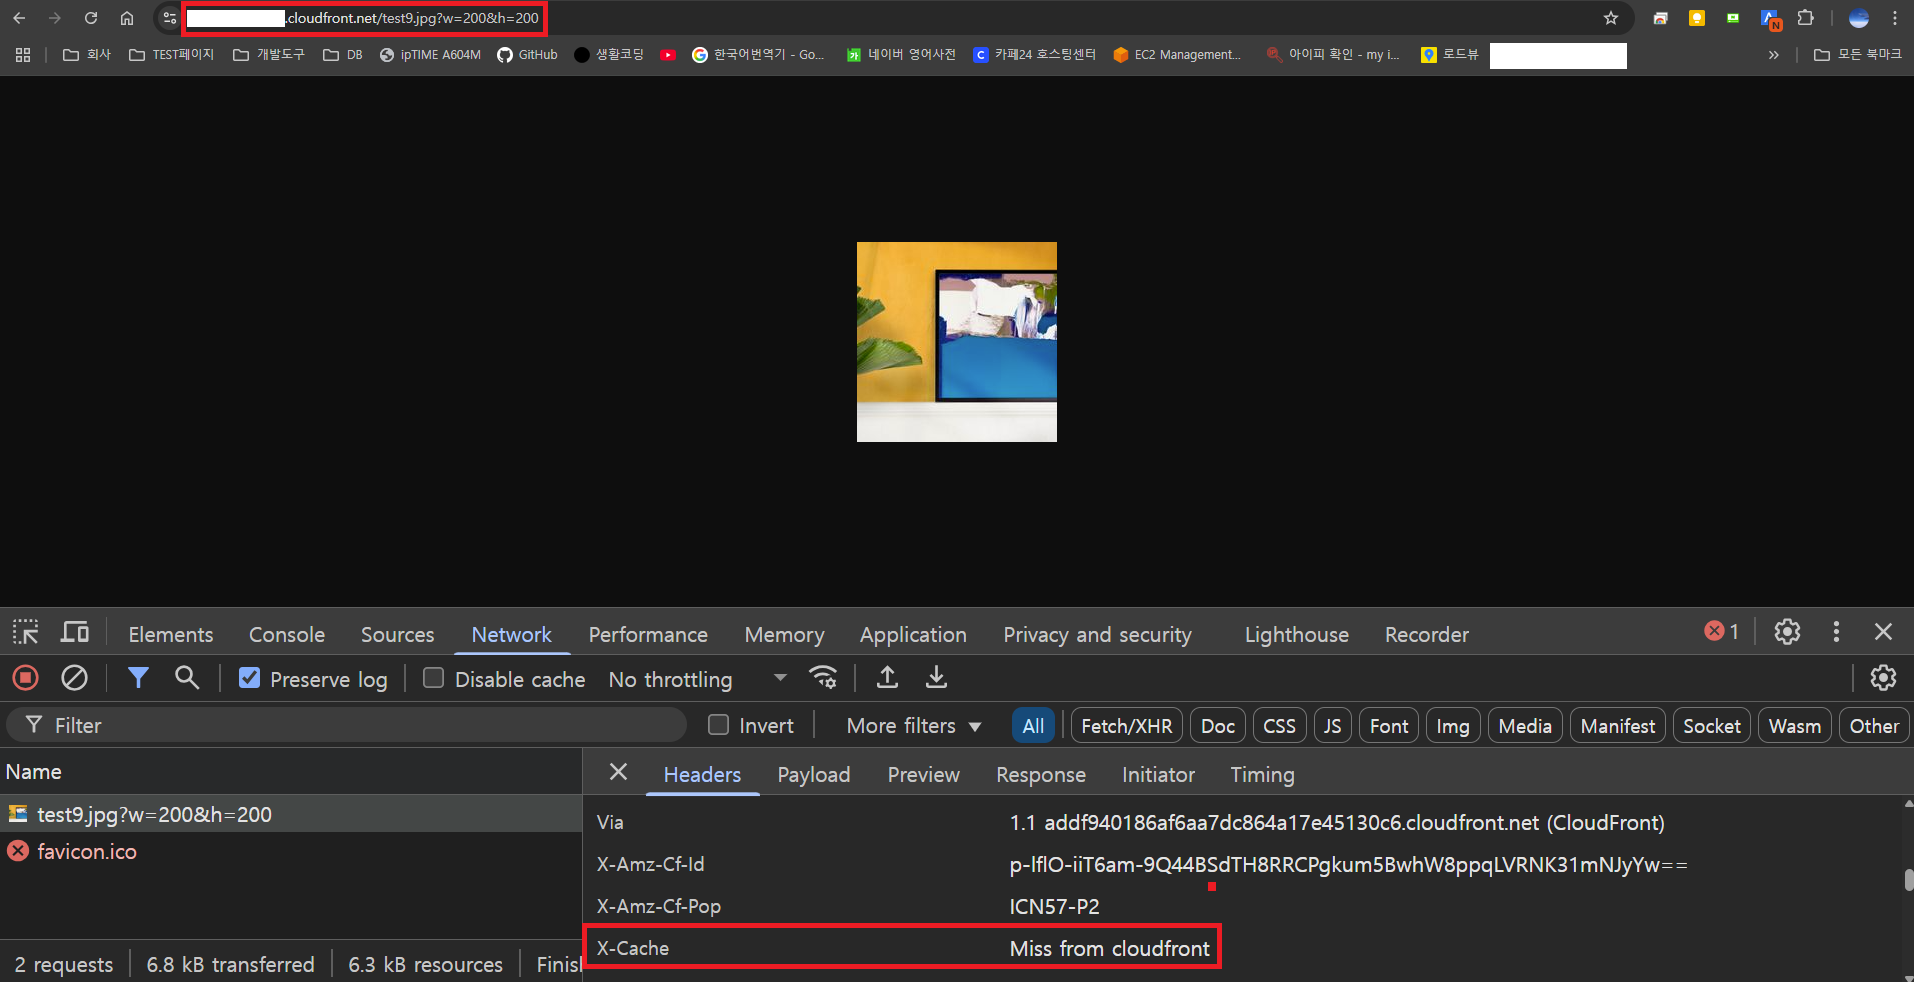 .cloudfront.net/test9.jpg?w=200&h=200
N
회사 TEST페이지 개발도구 DB ipTIME A604M GitHub 생활코딩 한국어번역기 - Go... 가 네이버 영어사전 C 카페24 호스팅센터 EC2 Management... 아이피 확인 - my i... 로드뷰 » 모든 북마크
Elements Console Sources Network Performance Memory Application Privacy and security Lighthouse Recorder 1
Preserve log Disable cache No throttling
Filter Invert More filters All Fetch/XHR Doc CSS JS Font Img Media Manifest Socket Wasm Other
Name Headers Payload Preview Response Initiator Timing
test9.jpg?w=200&h=200
favicon.ico
Via 1.1 addf940186af6aa7dc864a17e45130c6.cloudfront.net (CloudFront)
X-Amz-Cf-Id p-lflO-iiT6am-9Q44BSdTH8RRCPgkum5BwhW8ppqLVRNK31mNJyYw==
X-Amz-Cf-Pop ICN57-P2
X-Cache Miss from cloudfront
2 requests 6.8 kB transferred 6.3 kB resources Finish